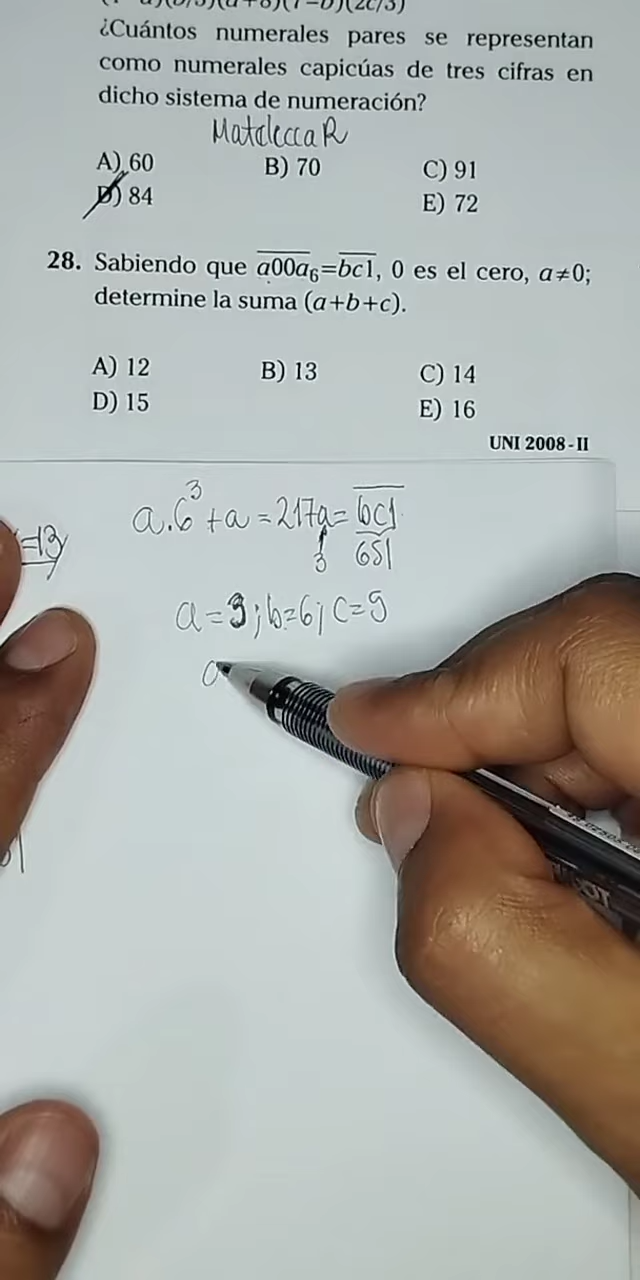 ¿Cuántos numerales pares se representan
como numerales capicúas de tres cifras en
dicho sistema de numeración?
MateleccaR
A) 60 B) 70 C) 91
D) 84 E) 72
28. Sabiendo que a00a₆=bc1, 0 es el cero, a≠0;
determine la suma (a+b+c).
A) 12 B) 13 C) 14
D) 15 E) 16
UNI 2008-II
a.6³+a=217a=bc1
3 651
=13
a=3; b=6; c=5
a